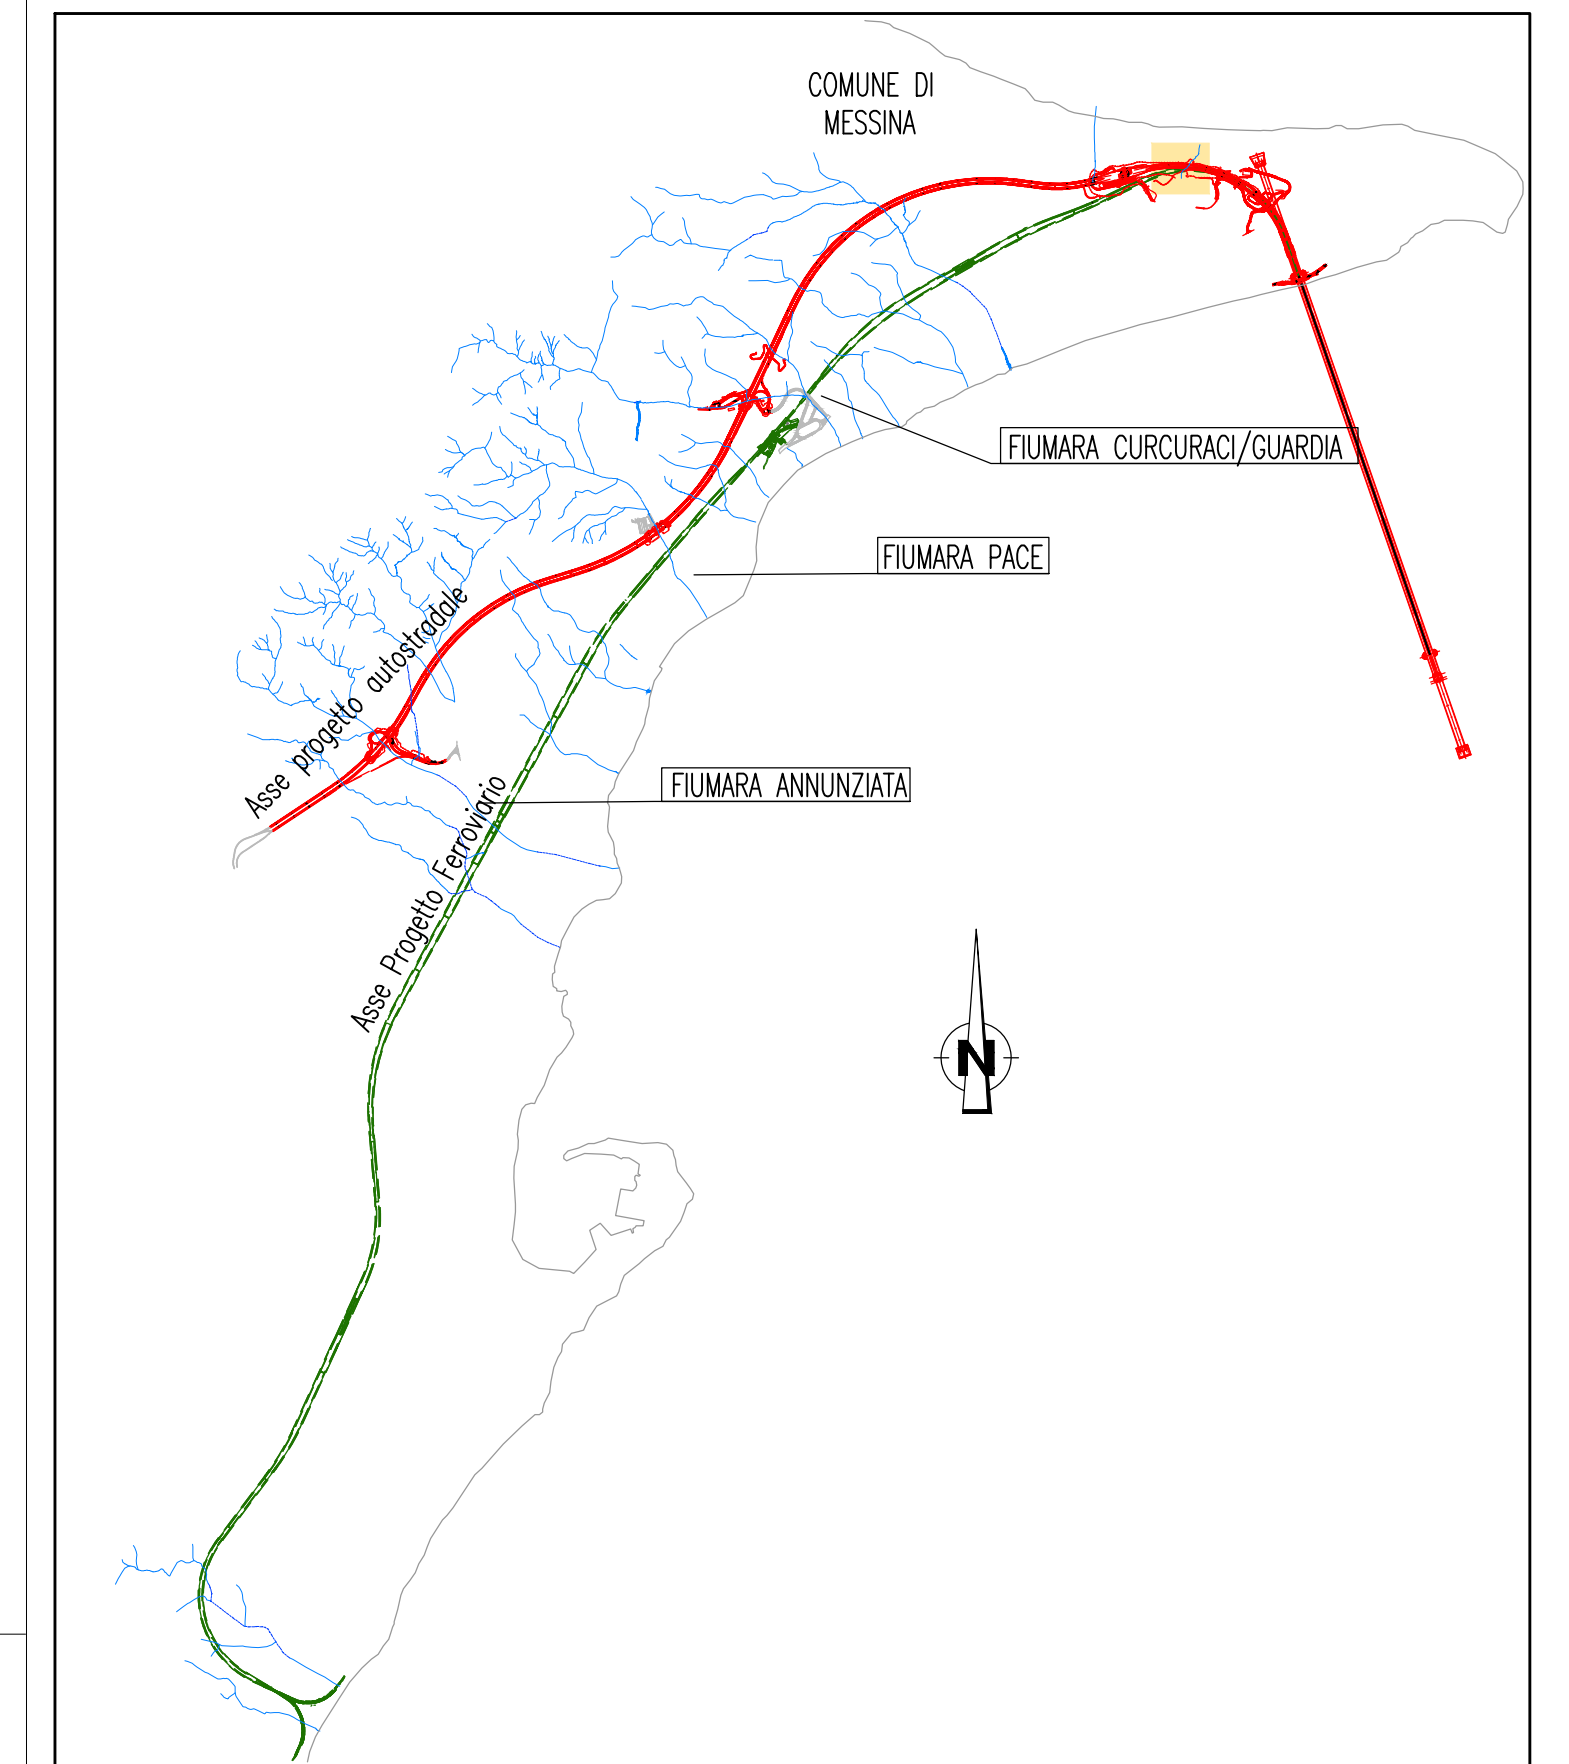 COMUNE DI
MESSINA
FIUMARA CURCURACI/GUARDIA
FIUMARA PACE
Asse progetto autostradale
FIUMARA ANNUNZIATA
Asse Progetto Ferroviario
N